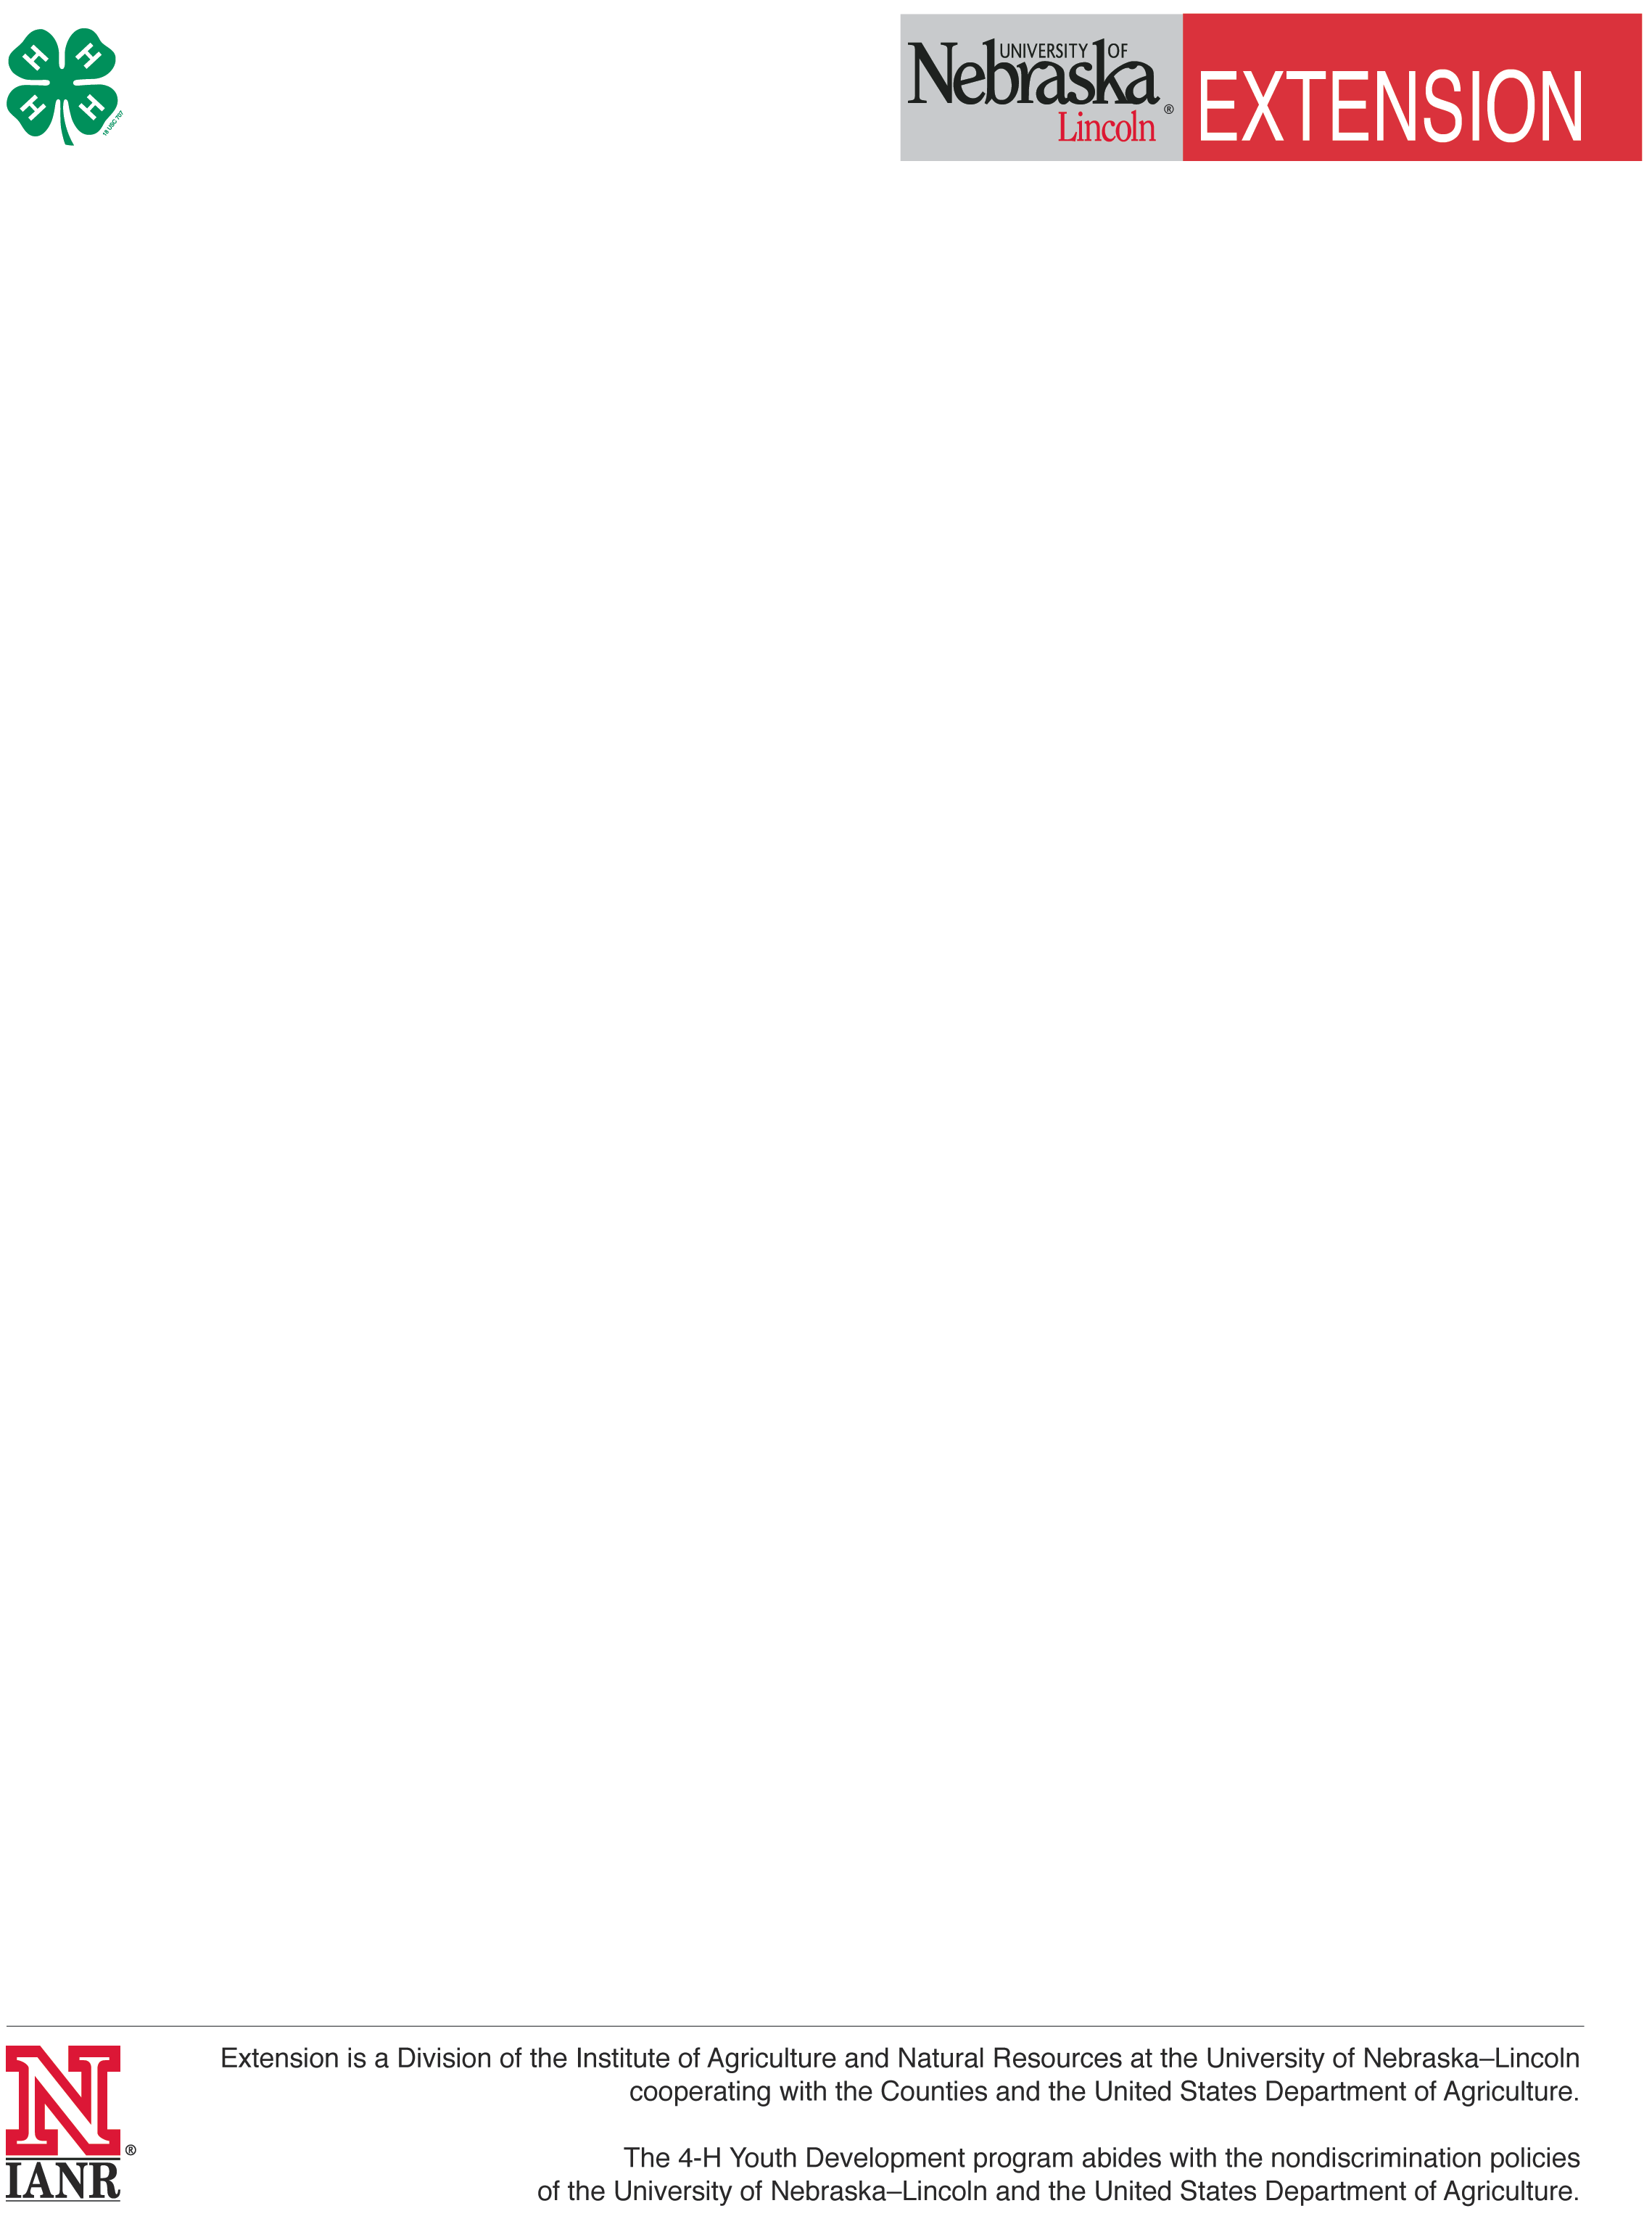 H H
H H
18 USC 707
UNIVERSITY OF
Nebraska®
Lincoln
EXTENSION
Extension is a Division of the Institute of Agriculture and Natural Resources at the University of Nebraska–Lincoln
cooperating with the Counties and the United States Department of Agriculture.
The 4-H Youth Development program abides with the nondiscrimination policies
of the University of Nebraska–Lincoln and the United States Department of Agriculture.
N®
IANR